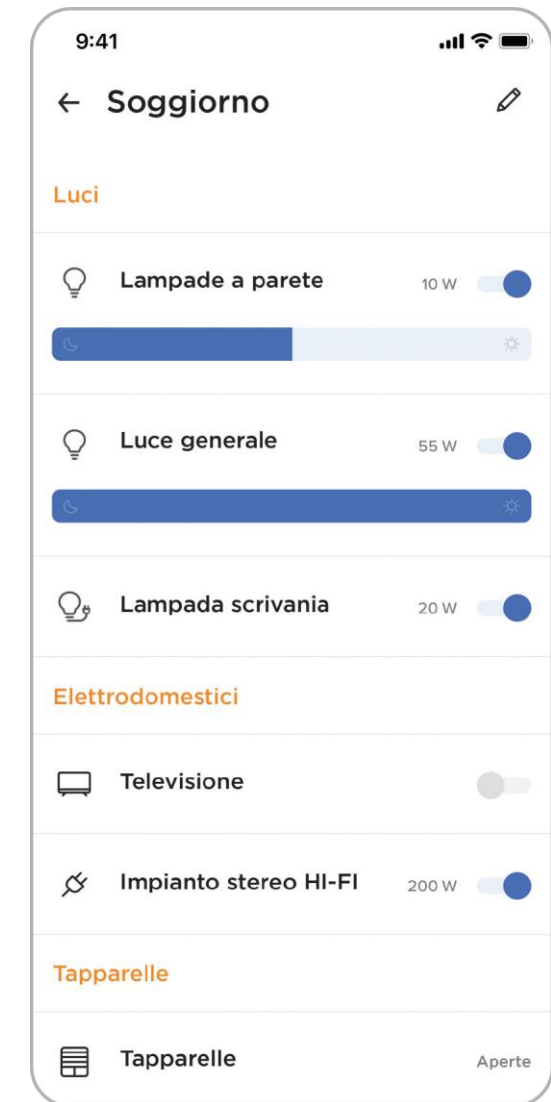 9:41
Soggiorno
Luci
Lampade a parete 10 W
Luce generale 55 W
Lampada scrivania 20 W
Elettrodomestici
Televisione
Impianto stereo HI-FI 200 W
Tapparelle
Tapparelle Aperte